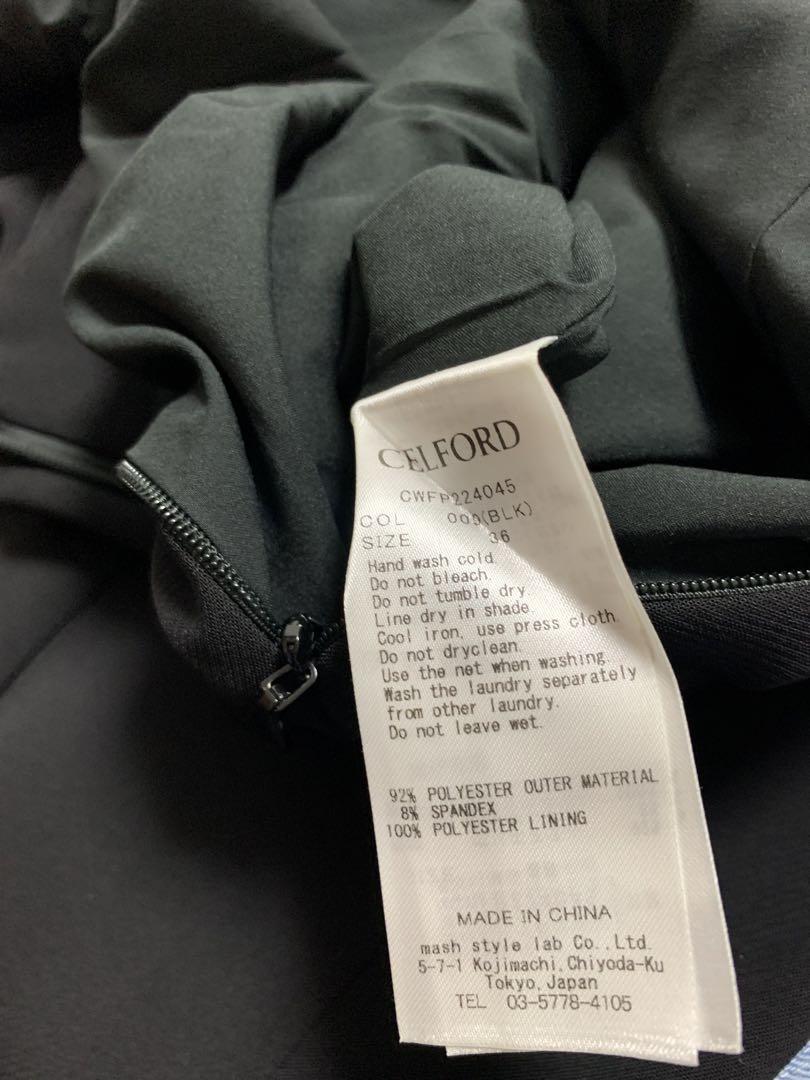 CELFORD
CWFP224045
COL 009(BLK)
SIZE 36
Hand wash cold.
Do not bleach.
Do not tumble dry.
Line dry in shade.
Cool iron, use press cloth.
Do not dryclean.
Use the net when washing.
Wash the laundry separately
from other laundry.
Do not leave wet.
92% POLYESTER OUTER MATERIAL
8% SPANDEX
100% POLYESTER LINING
MADE IN CHINA
mash style lab Co.,Ltd.
5-7-1 Kojimachi,Chiyoda-Ku
Tokyo,Japan
TEL 03-5778-4105